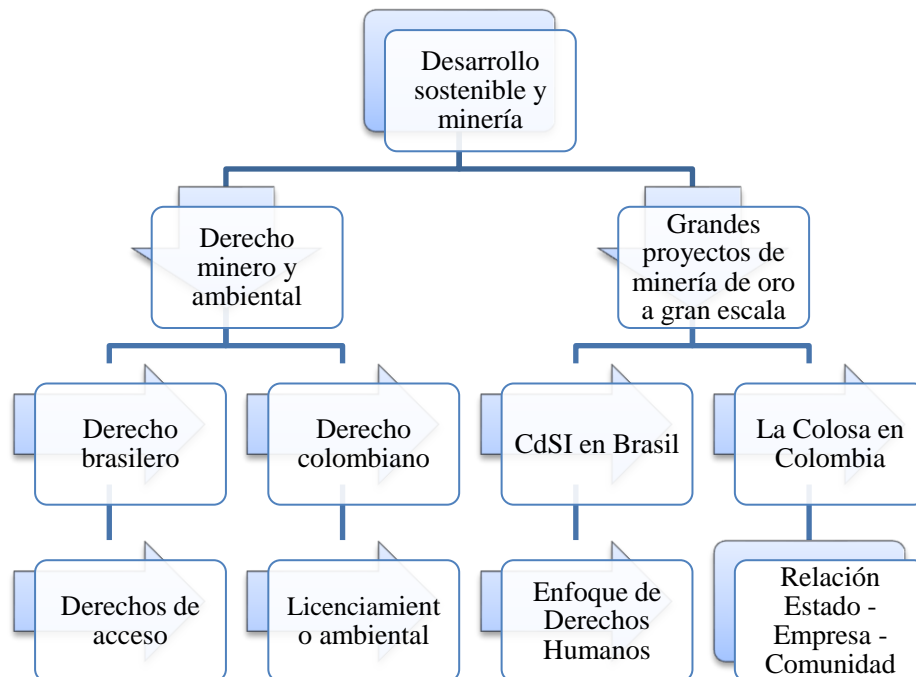 Desarrollo
sostenible y
minería
Derecho
minero y
ambiental
Grandes
proyectos de
minería de oro
a gran escala
Derecho
brasilero
Derecho
colombiano
CdSI en Brasil
La Colosa en
Colombia
Derechos de
acceso
Licenciamient
o ambiental
Enfoque de
Derechos
Humanos
Relación
Estado -
Empresa -
Comunidad